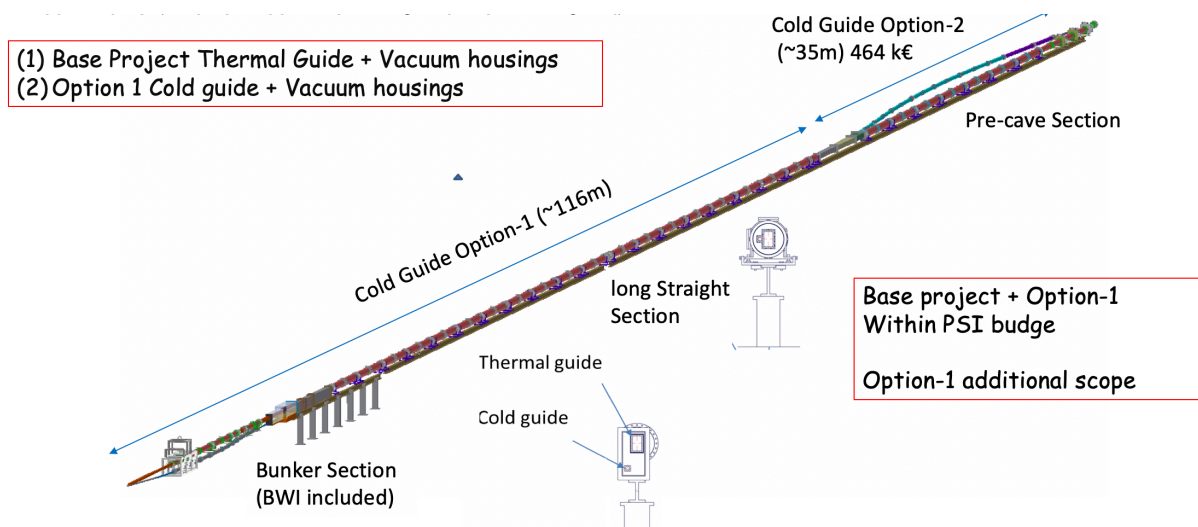 Cold Guide Option-2
(~35m) 464 k€
(1) Base Project Thermal Guide + Vacuum housings
(2) Option 1 Cold guide + Vacuum housings
Pre-cave Section
Cold Guide Option-1 (~116m)
long Straight
Section
Base project + Option-1
Within PSI budge
Option-1 additional scope
Thermal guide
Cold guide
Bunker Section
(BWI included)